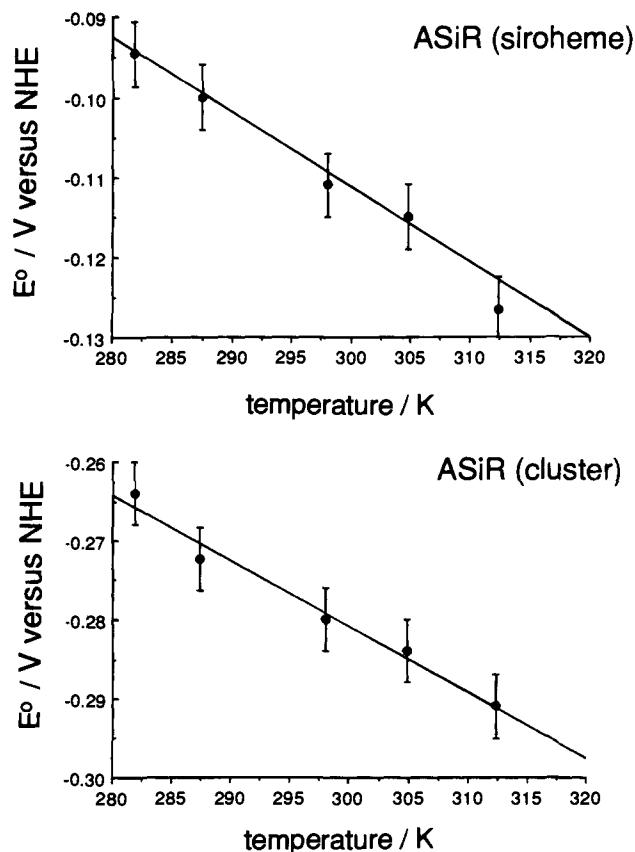 ASiR (siroheme)
E° / V versus NHE
-0.09
-0.10
-0.11
-0.12
-0.13
280 285 290 295 300 305 310 315 320
temperature / K
ASiR (cluster)
E° / V versus NHE
-0.26
-0.27
-0.28
-0.29
-0.30
280 285 290 295 300 305 310 315 320
temperature / K